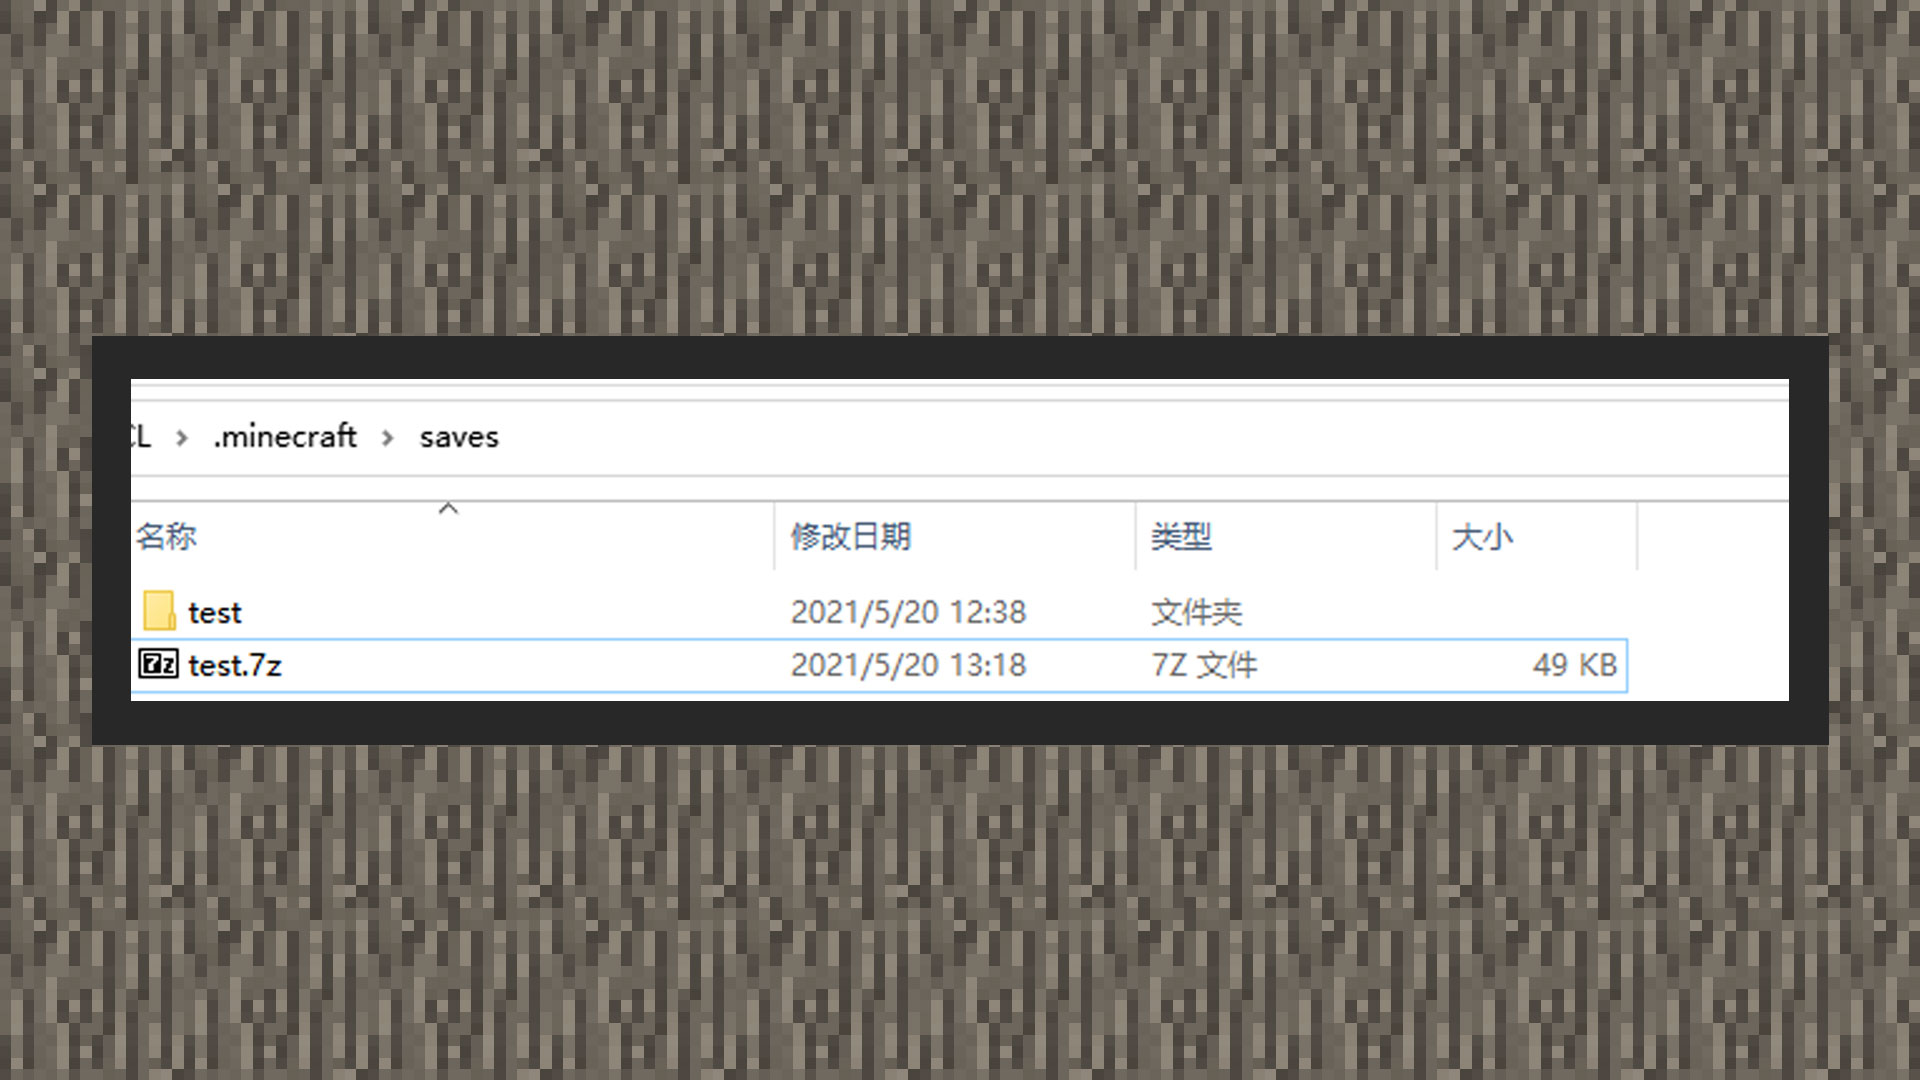 CL > .minecraft > saves
名称 修改日期 类型 大小
test 2021/5/20 12:38 文件夹
7z test.7z 2021/5/20 13:18 7Z 文件 49 KB